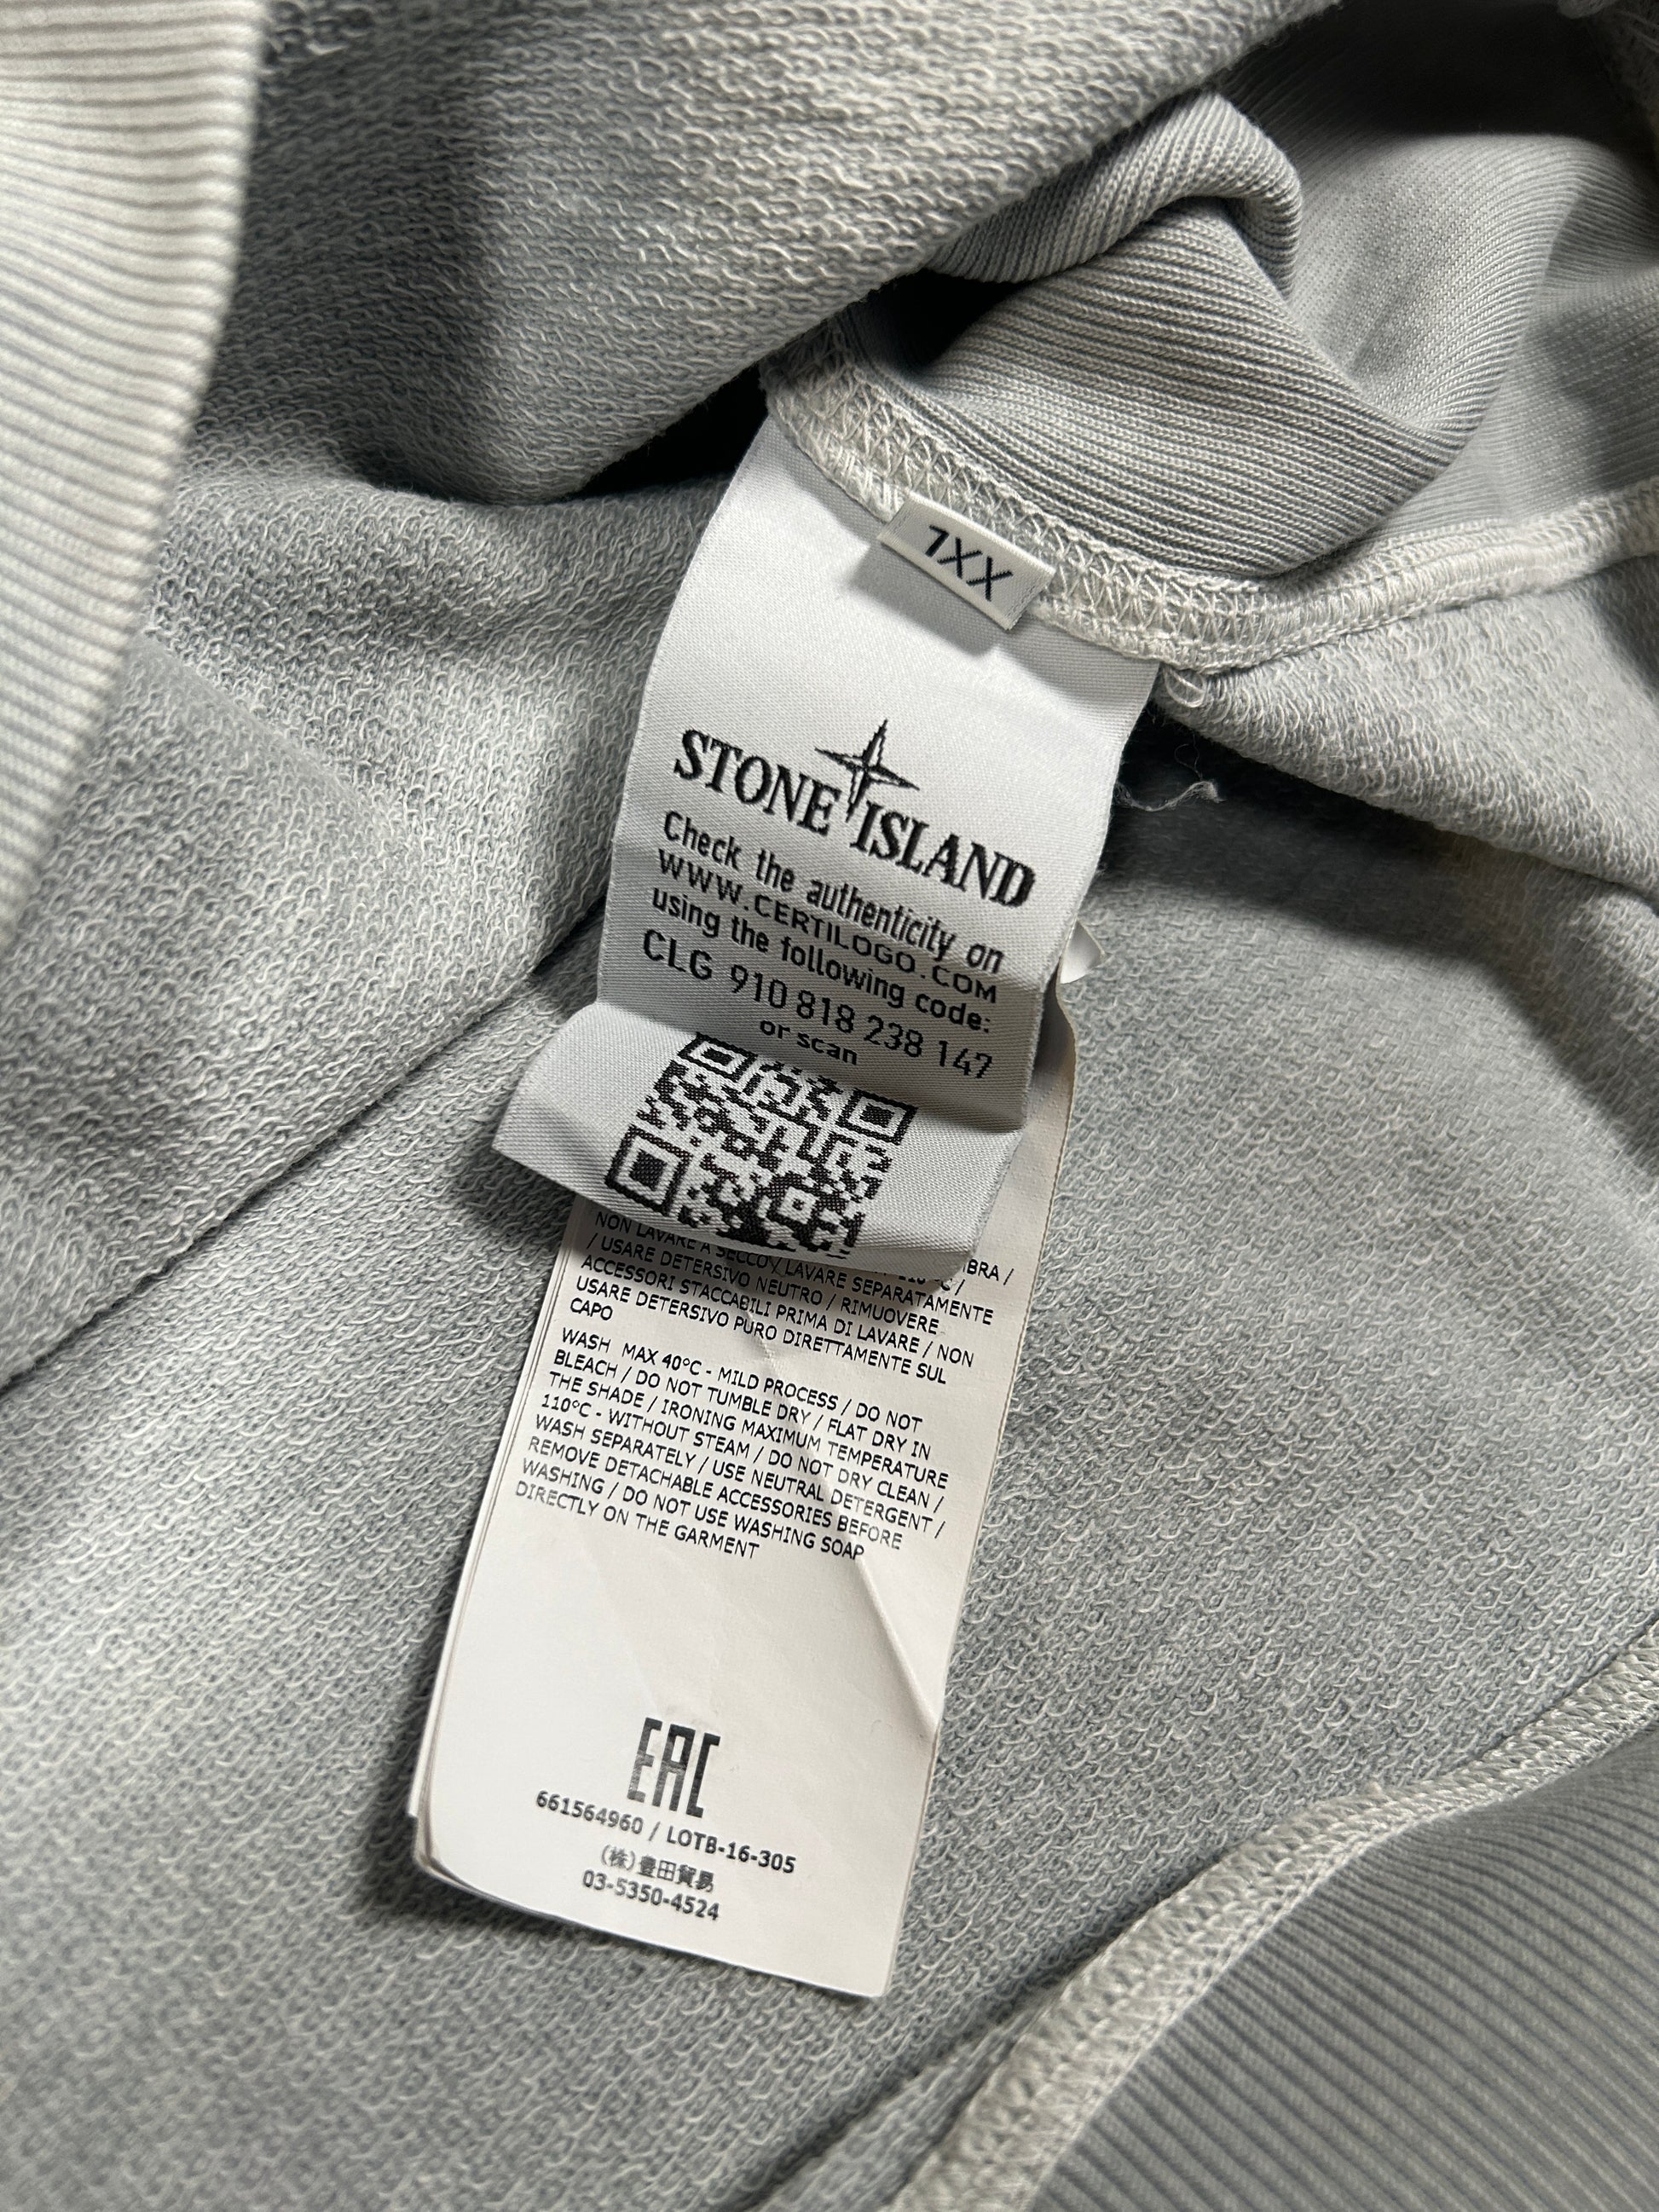 1XX
STONE ISLAND
Check the authenticity on
WWW.CERTILOGO.COM
using the following code:
CLG 910 818 238 147
or scan
BRA /
NON LAVARE A SECCO / LAVARE SEPARATAMENTE
/ USARE DETERSIVO NEUTRO / RIMUOVERE
ACCESSORI STACCABILI PRIMA DI LAVARE / NON
USARE DETERSIVO PURO DIRETTAMENTE SUL
CAPO
WASH MAX 40°C - MILD PROCESS / DO NOT
BLEACH / DO NOT TUMBLE DRY / FLAT DRY IN
THE SHADE / IRONING MAXIMUM TEMPERATURE
110°C - WITHOUT STEAM / DO NOT DRY CLEAN /
WASH SEPARATELY / USE NEUTRAL DETERGENT /
REMOVE DETACHABLE ACCESSORIES BEFORE
WASHING / DO NOT USE WASHING SOAP
DIRECTLY ON THE GARMENT
EAC
661564960 / LOTB-16-305
(株)豊田貿易
03-5350-4524